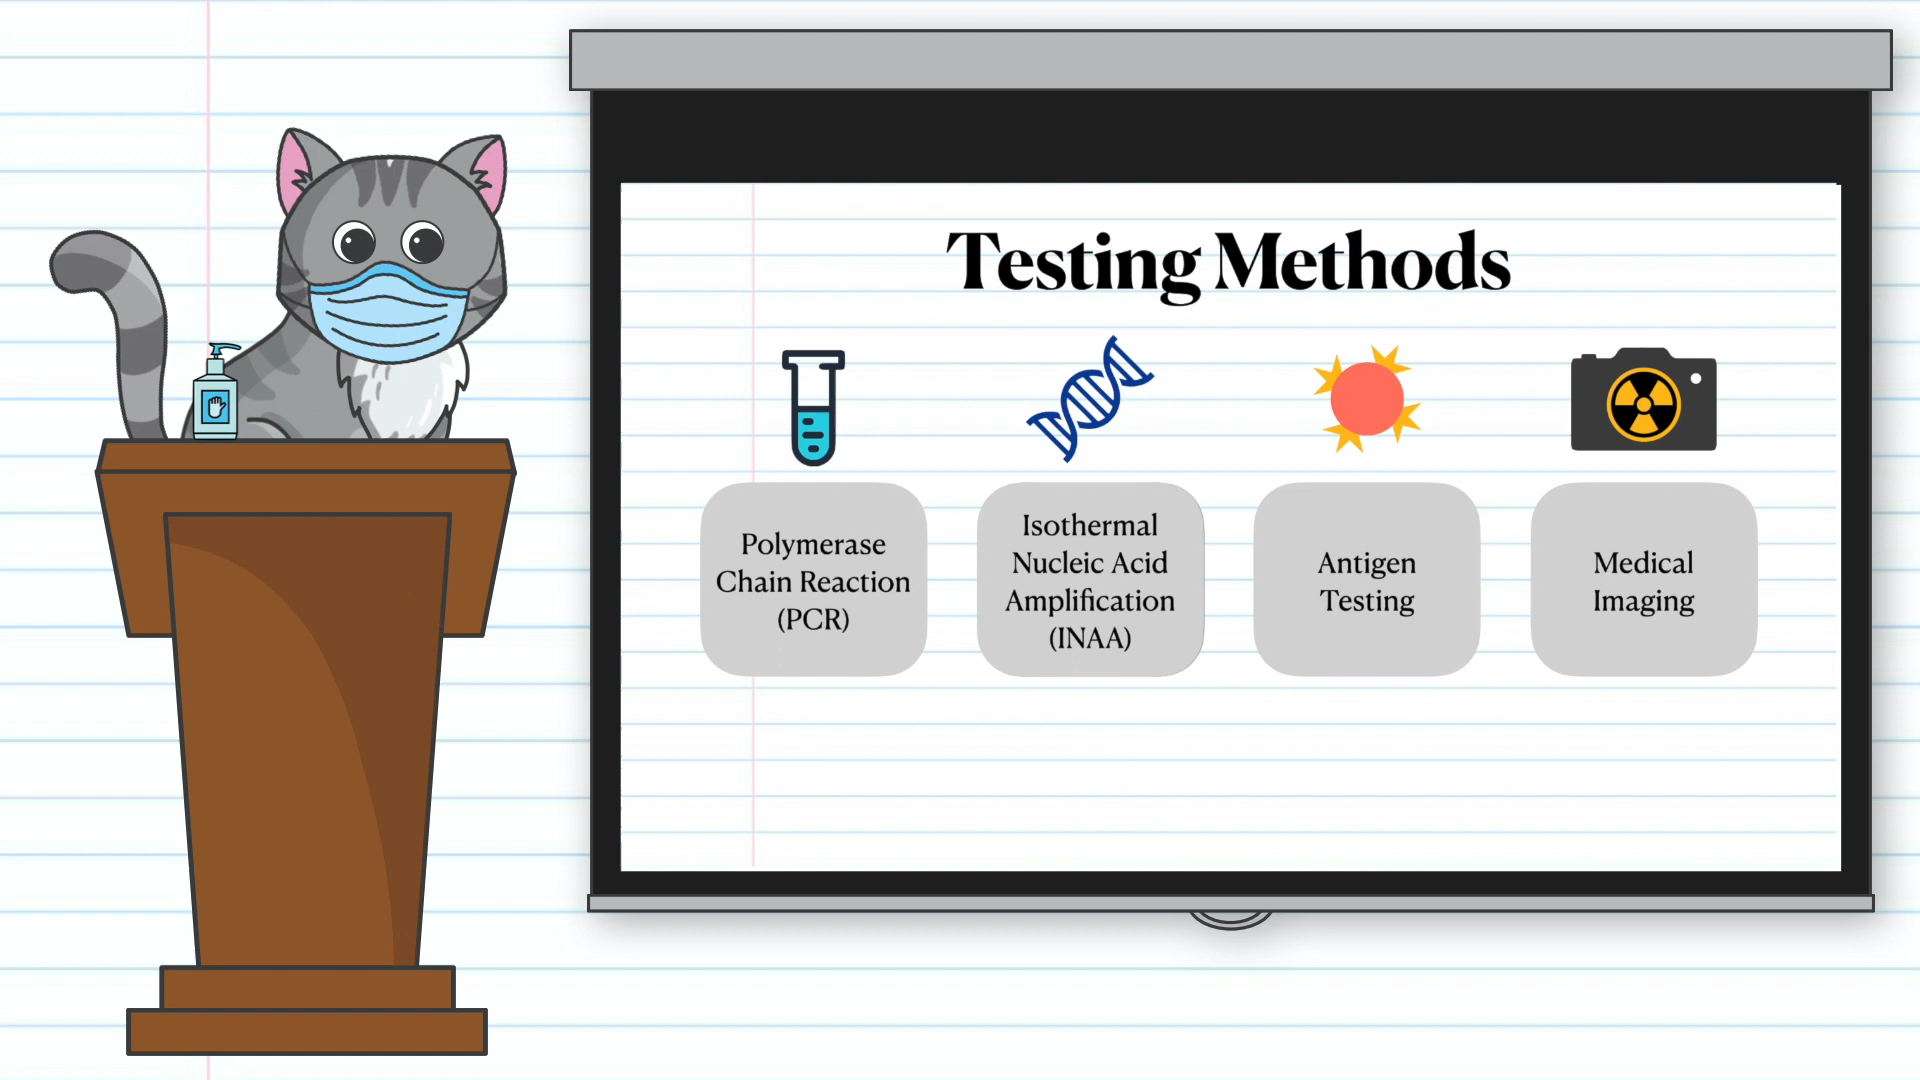 Testing Methods
Polymerase
Chain Reaction
(PCR)
Isothermal
Nucleic Acid
Amplification
(INAA)
Antigen
Testing
Medical
Imaging